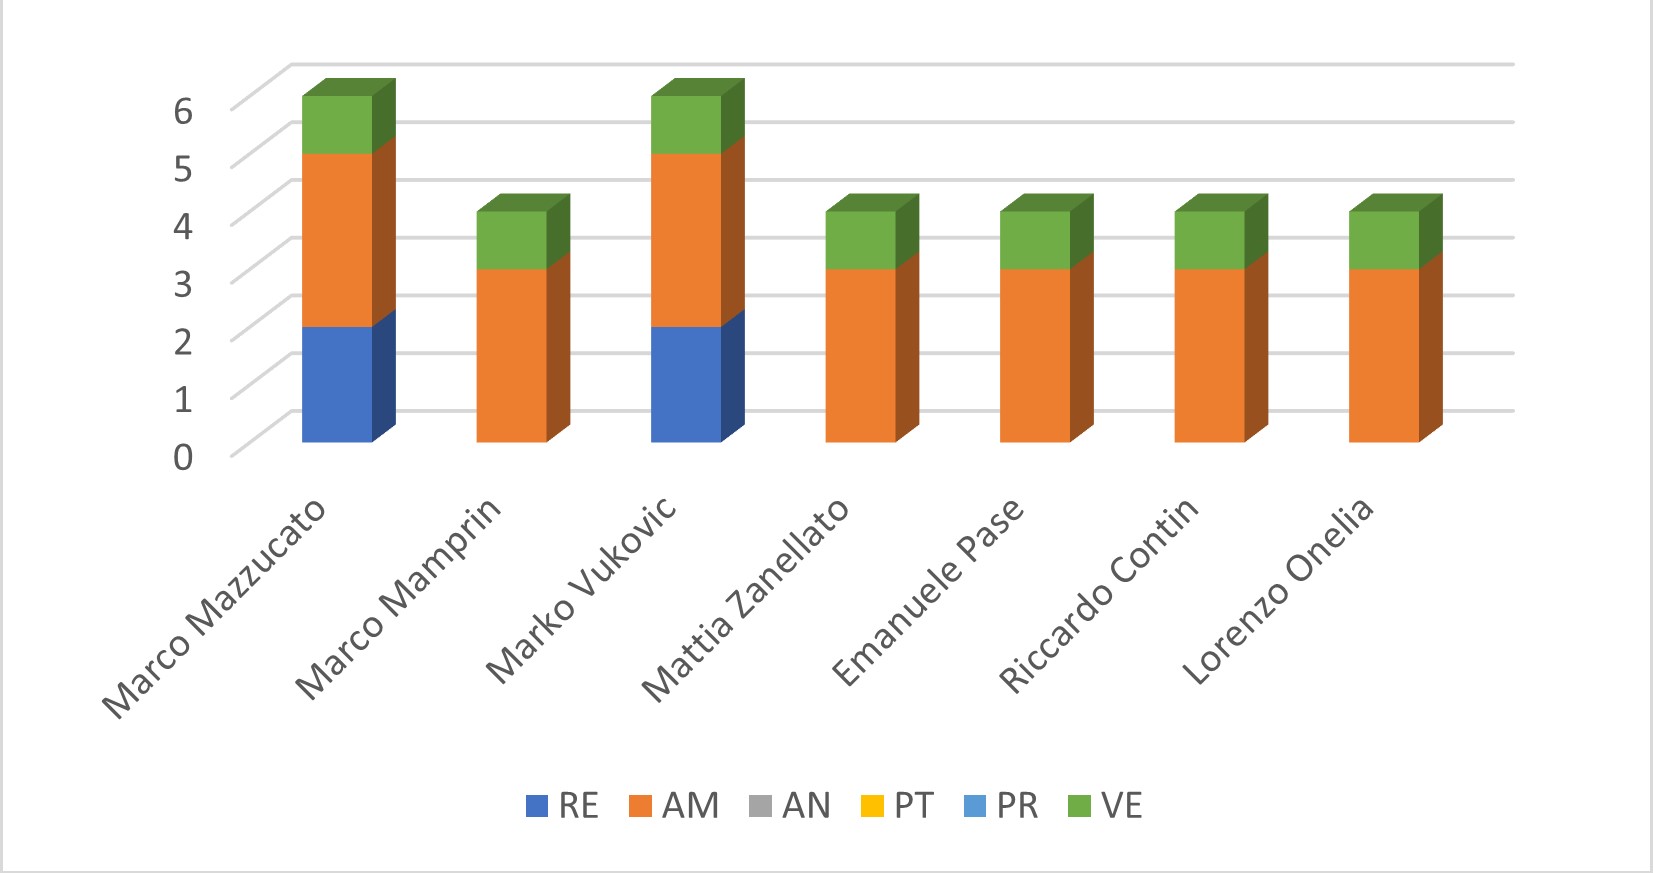 6
5
4
3
2
1
0
Marco Mazzucato
Marco Mamprin
Marko Vukovic
Mattia Zanellato
Emanuele Pase
Riccardo Contin
Lorenzo Onelia
RE AM AN PT PR VE